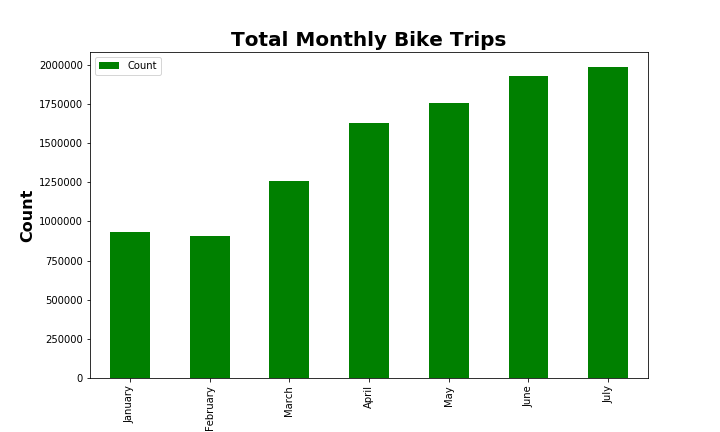 Total Monthly Bike Trips
Count
2000000
1750000
1500000
1250000
1000000
750000
500000
250000
0
Count
January
February
March
April
May
June
July